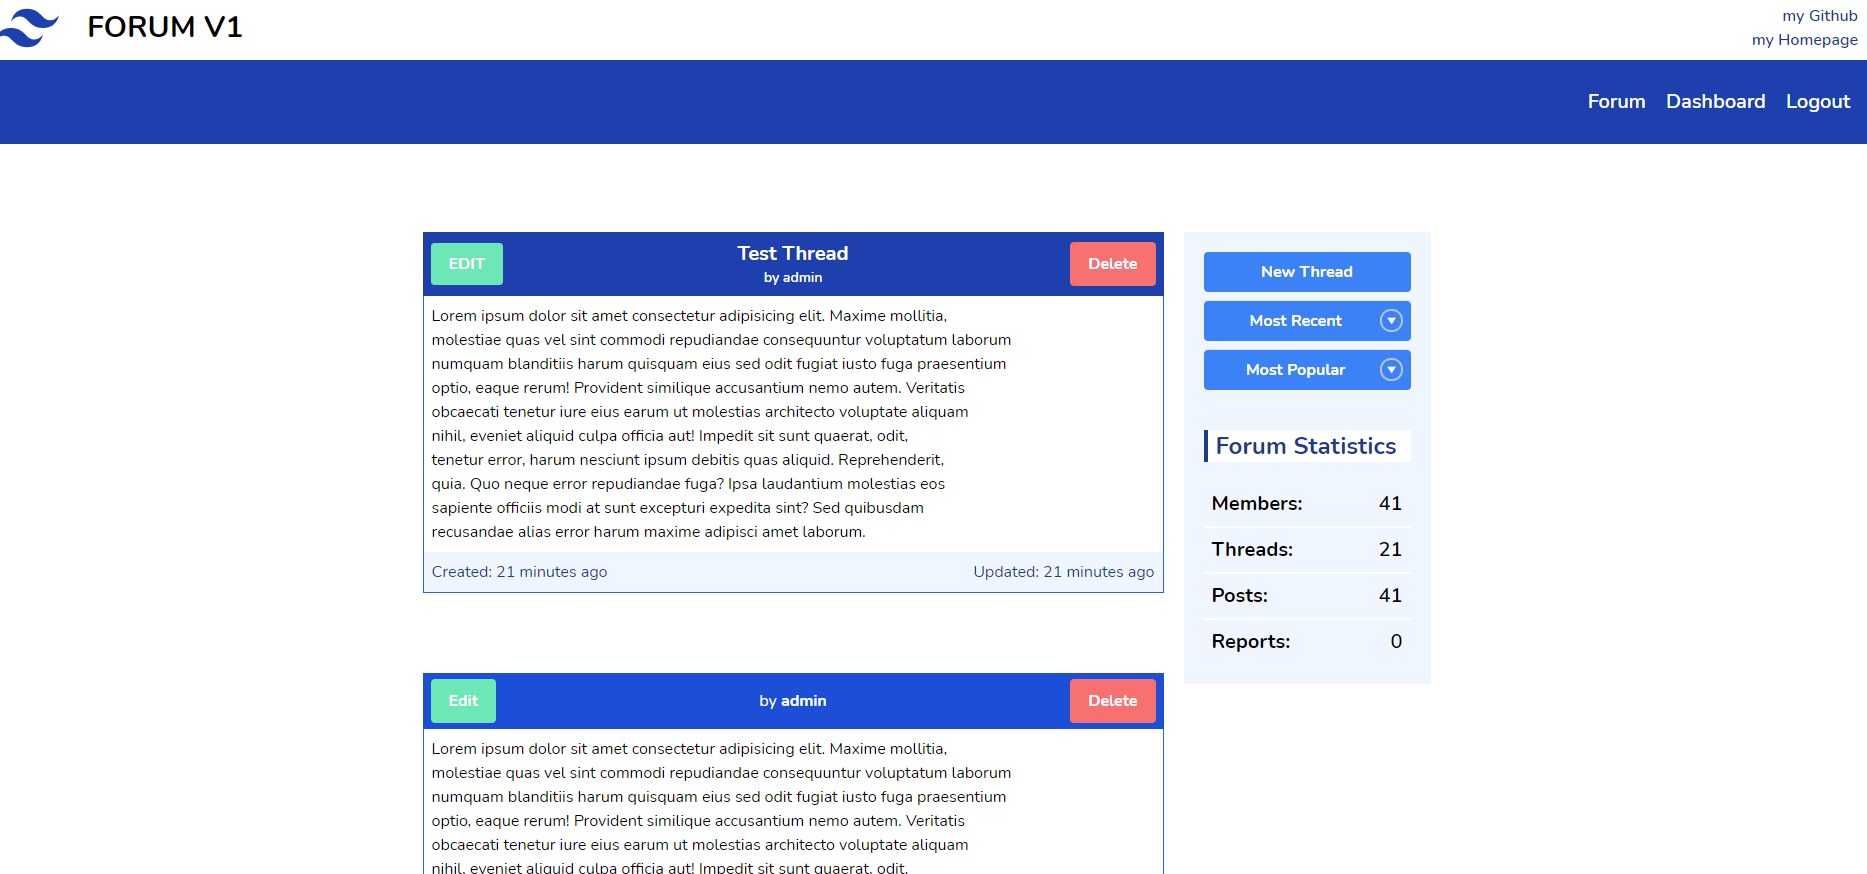 FORUM V1
my Github
my Homepage
Forum Dashboard Logout
EDIT
Test Thread
by admin
Delete
Lorem ipsum dolor sit amet consectetur adipisicing elit. Maxime mollitia,
molestiae quas vel sint commodi repudiandae consequuntur voluptatum laborum
numquam blanditiis harum quisquam eius sed odit fugiat iusto fuga praesentium
optio, eaque rerum! Provident similique accusantium nemo autem. Veritatis
obcaecati tenetur iure eius earum ut molestias architecto voluptate aliquam
nihil, eveniet aliquid culpa officia aut! Impedit sit sunt quaerat, odit,
tenetur error, harum nesciunt ipsum debitis quas aliquid. Reprehenderit,
quia. Quo neque error repudiandae fuga? Ipsa laudantium molestias eos
sapiente officiis modi at sunt excepturi expedita sint? Sed quibusdam
recusandae alias error harum maxime adipisci amet laborum.
Created: 21 minutes ago
Updated: 21 minutes ago
Edit
by admin
Delete
Lorem ipsum dolor sit amet consectetur adipisicing elit. Maxime mollitia,
molestiae quas vel sint commodi repudiandae consequuntur voluptatum laborum
numquam blanditiis harum quisquam eius sed odit fugiat iusto fuga praesentium
optio, eaque rerum! Provident similique accusantium nemo autem. Veritatis
obcaecati tenetur iure eius earum ut molestias architecto voluptate aliquam
nihil, eveniet aliquid culpa officia aut! Impedit sit sunt quaerat, odit,
New Thread
Most Recent
Most Popular
Forum Statistics
Members: 41
Threads: 21
Posts: 41
Reports: 0